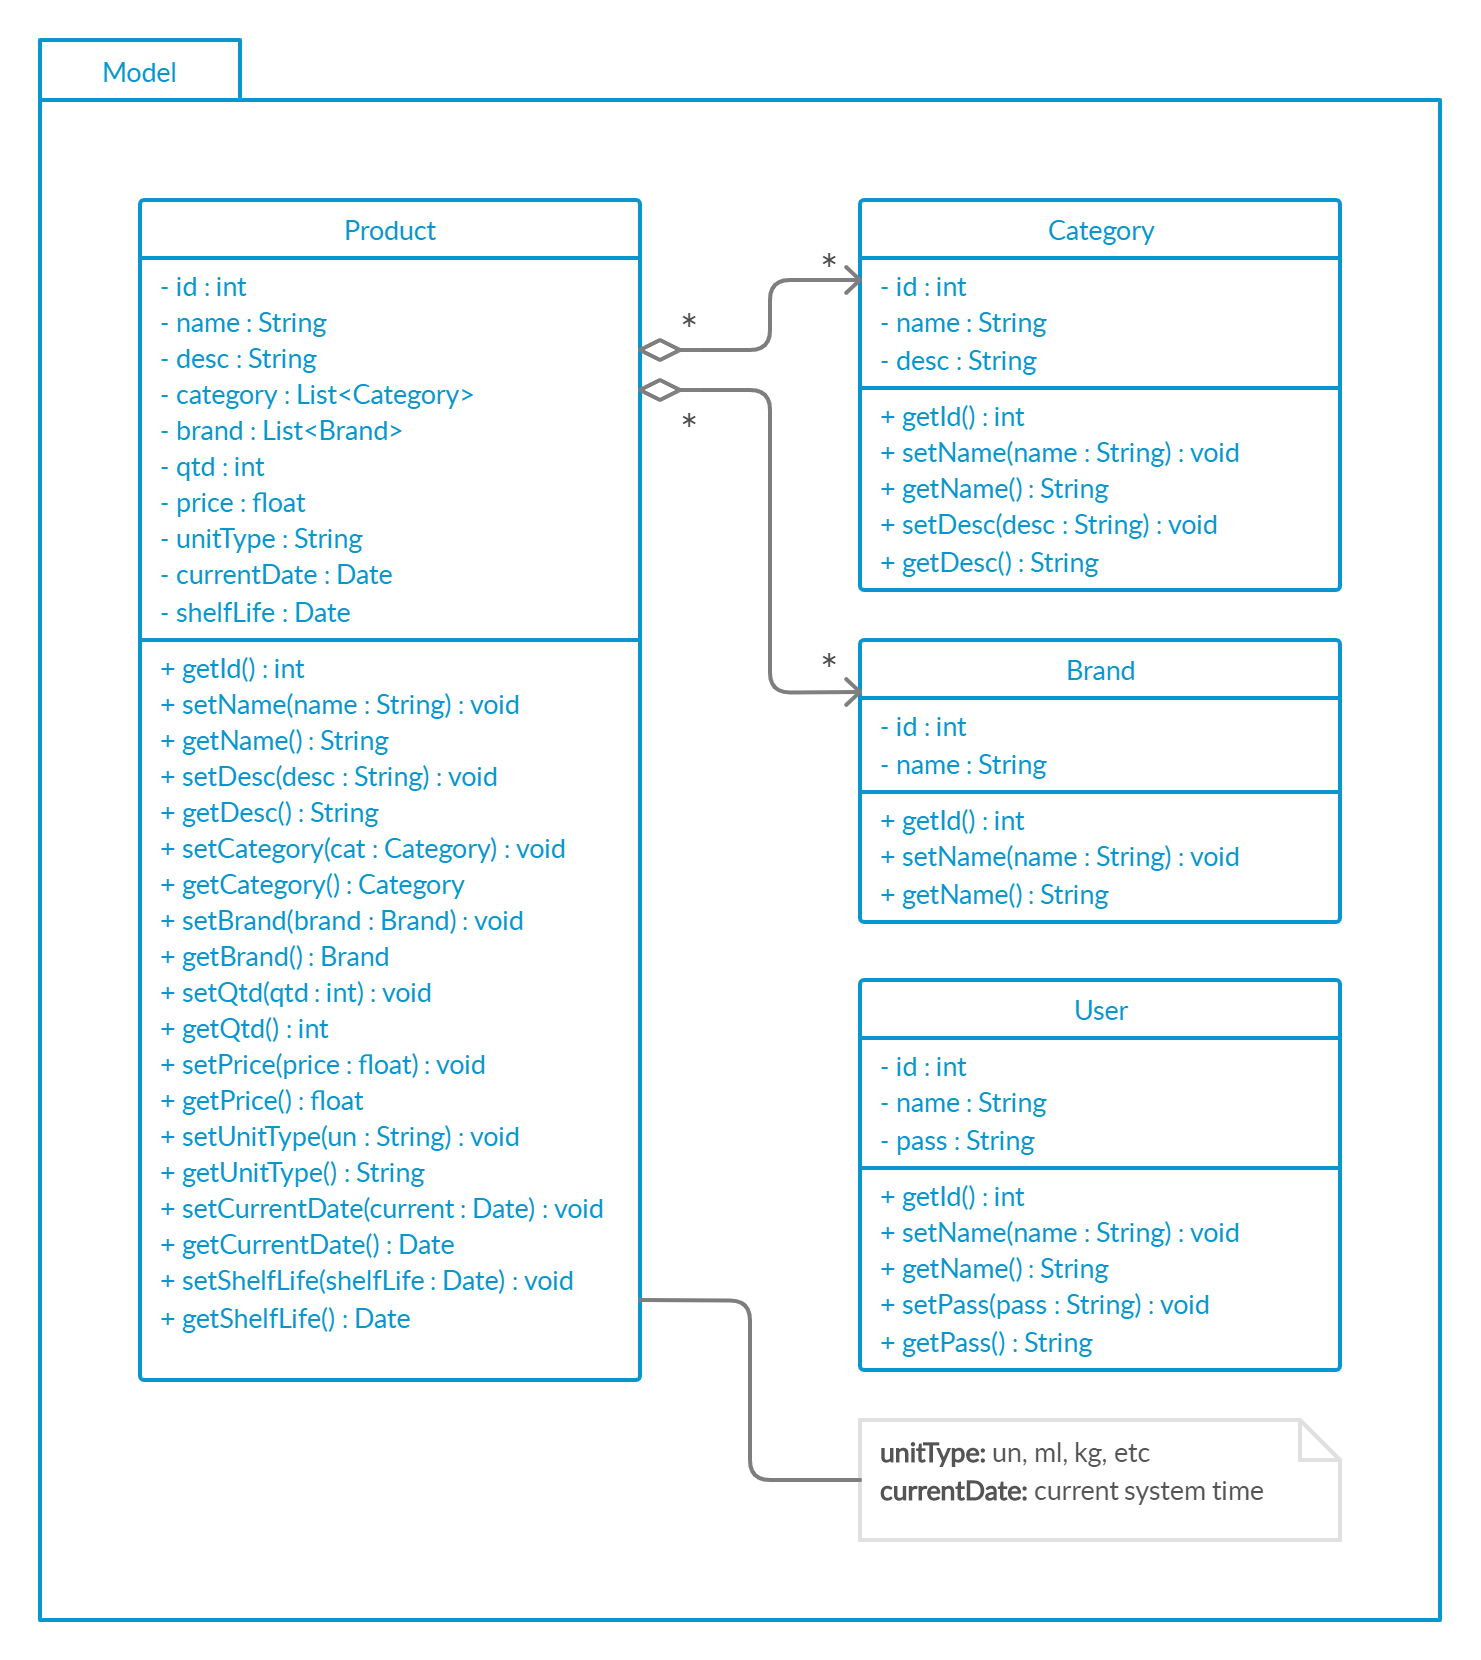 Model
Product
- id : int
- name : String
- desc : String
- category : List<Category>
- brand : List<Brand>
- qtd : int
- price : float
- unitType : String
- currentDate : Date
- shelfLife : Date
+ getId() : int
+ setName(name : String) : void
+ getName() : String
+ setDesc(desc : String) : void
+ getDesc() : String
+ setCategory(cat : Category) : void
+ getCategory() : Category
+ setBrand(brand : Brand) : void
+ getBrand() : Brand
+ setQtd(qtd : int) : void
+ getQtd() : int
+ setPrice(price : float) : void
+ getPrice() : float
+ setUnitType(un : String) : void
+ getUnitType() : String
+ setCurrentDate(current : Date) : void
+ getCurrentDate() : Date
+ setShelfLife(shelfLife : Date) : void
+ getShelfLife() : Date
*
*
*
*
Category
- id : int
- name : String
- desc : String
+ getId() : int
+ setName(name : String) : void
+ getName() : String
+ setDesc(desc : String) : void
+ getDesc() : String
Brand
- id : int
- name : String
+ getId() : int
+ setName(name : String) : void
+ getName() : String
User
- id : int
- name : String
- pass : String
+ getId() : int
+ setName(name : String) : void
+ getName() : String
+ setPass(pass : String) : void
+ getPass() : String
unitType: un, ml, kg, etc
currentDate: current system time